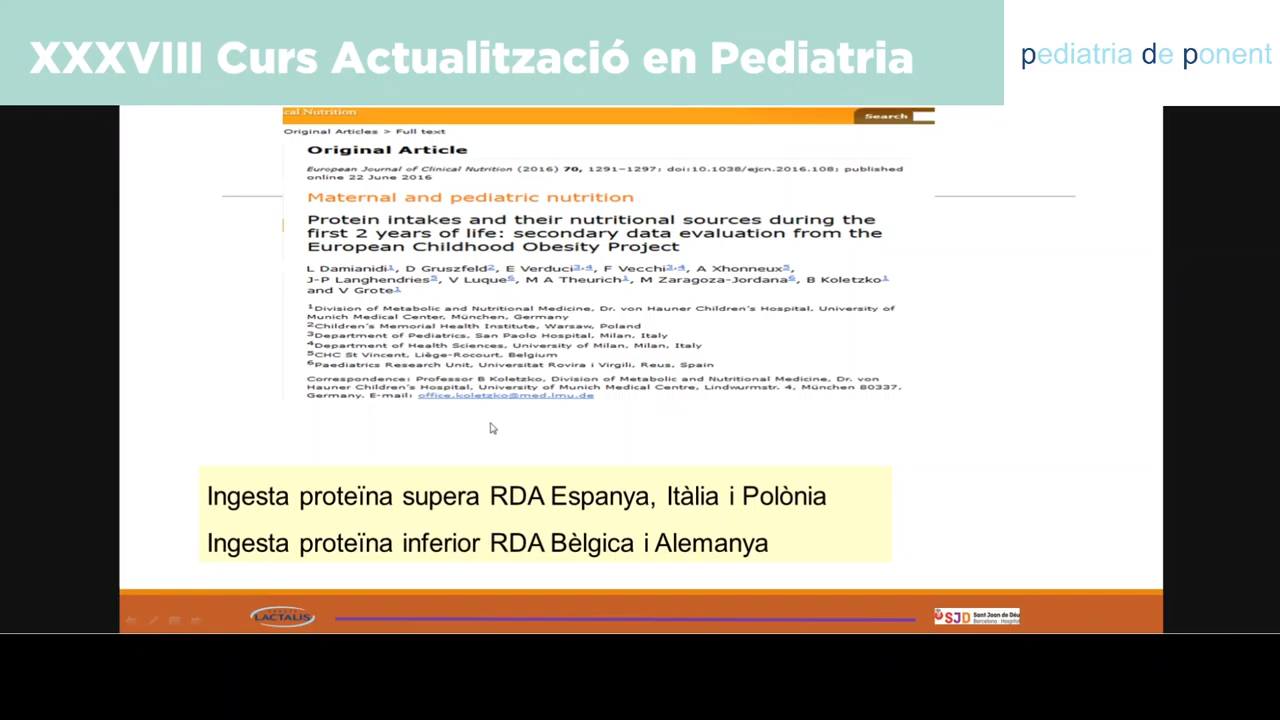 XXXVIII Curs Actualització en Pediatria
pediatria de ponent
cal Nutrition
Search
Original Articles > Full text
Original Article
European Journal of Clinical Nutrition (2016) 70, 1291–1297; doi:10.1038/ejcn.2016.108; published
online 22 June 2016
Maternal and pediatric nutrition
Protein intakes and their nutritional sources during the
first 2 years of life: secondary data evaluation from the
European Childhood Obesity Project
L Damianidi1, D Gruszfeld2, E Verduci3,4, F Vecchi3,4, A Xhonneux5,
J-P Langhendries5, V Luque6, M A Theurich1, M Zaragoza-Jordana6, B Koletzko1
and V Grote1
1Division of Metabolic and Nutritional Medicine, Dr. von Hauner Children's Hospital, University of
Munich Medical Center, München, Germany
2Children's Memorial Health Institute, Warsaw, Poland
3Department of Pediatrics, San Paolo Hospital, Milan, Italy
4Department of Health Sciences, University of Milan, Milan, Italy
5CHC St Vincent, Liège-Rocourt, Belgium
6Paediatrics Research Unit, Universitat Rovira i Virgili, Reus, Spain
Correspondence: Professor B Koletzko, Division of Metabolic and Nutritional Medicine, Dr. von
Hauner Children's Hospital, University of Munich Medical Centre, Lindwurmstr. 4, München 80337,
Germany. E-mail: office.koletzko@med.lmu.de
Ingesta proteïna supera RDA Espanya, Itàlia i Polònia
Ingesta proteïna inferior RDA Bèlgica i Alemanya
LACTALIS
SJD
Sant Joan de Déu
Barcelona · Hospital